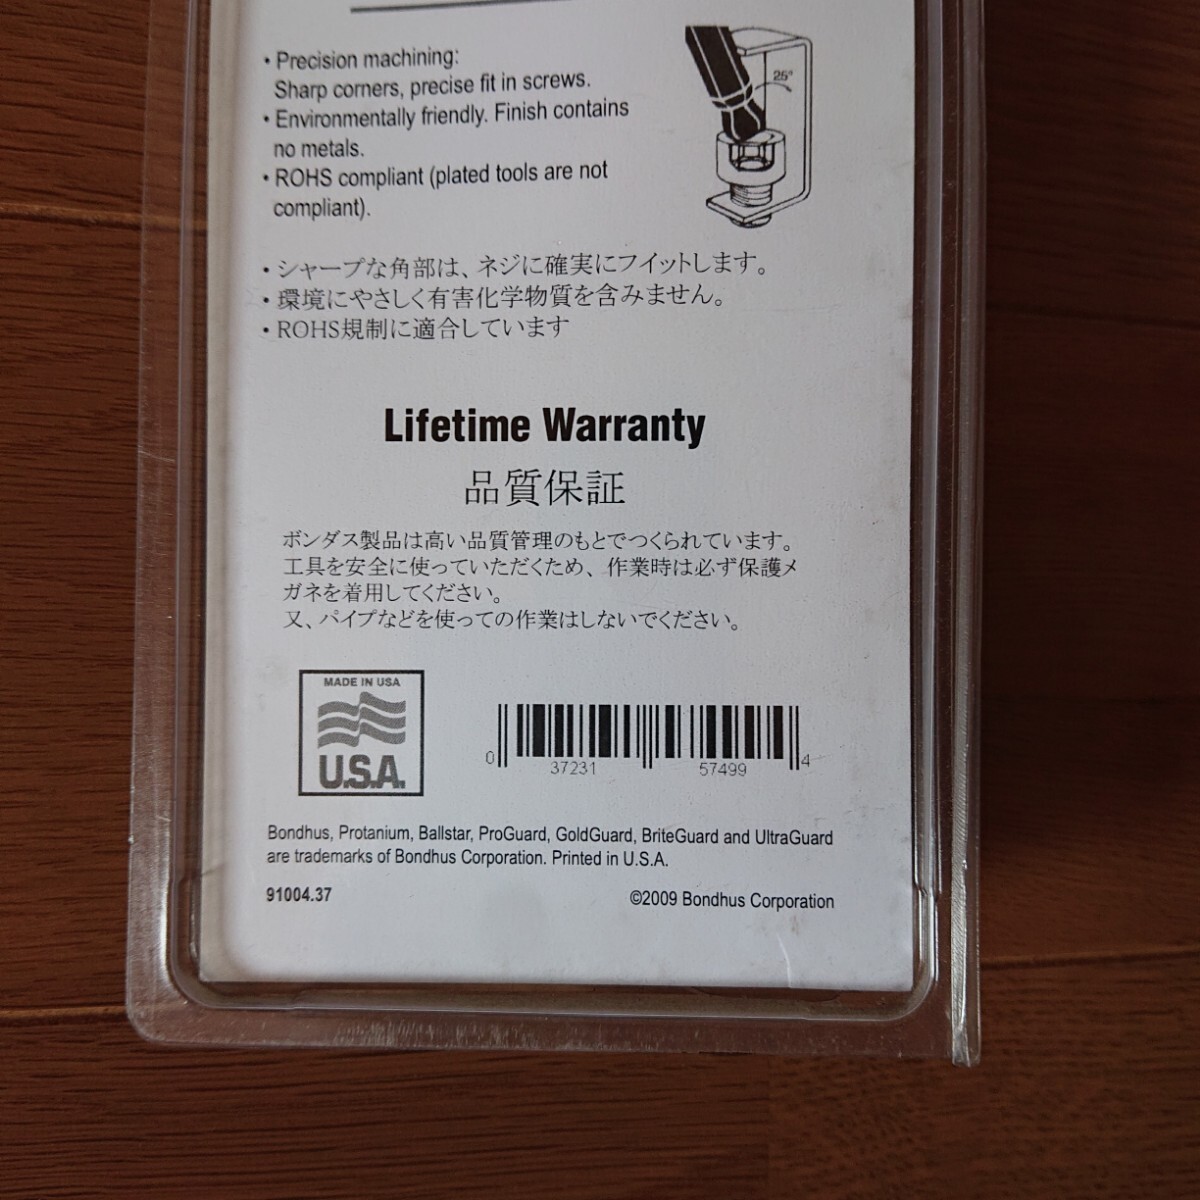 • Precision machining:
Sharp corners, precise fit in screws.
• Environmentally friendly. Finish contains
no metals.
• ROHS compliant (plated tools are not
compliant).
25°
・シャープな角部は、ネジに確実にフイットします。
・環境にやさしく有害化学物質を含みません。
・ROHS規制に適合しています
Lifetime Warranty
品質保証
ボンダス製品は高い品質管理のもとでつくられています。
工具を安全に使っていただくため、作業時は必ず保護メ
ガネを着用してください。
又、パイプなどを使っての作業はしないでください。
MADE IN USA
U.S.A.
0 37231 57499 4
Bondhus, Protanium, Ballstar, ProGuard, GoldGuard, BriteGuard and UltraGuard
are trademarks of Bondhus Corporation. Printed in U.S.A.
91004.37
©2009 Bondhus Corporation